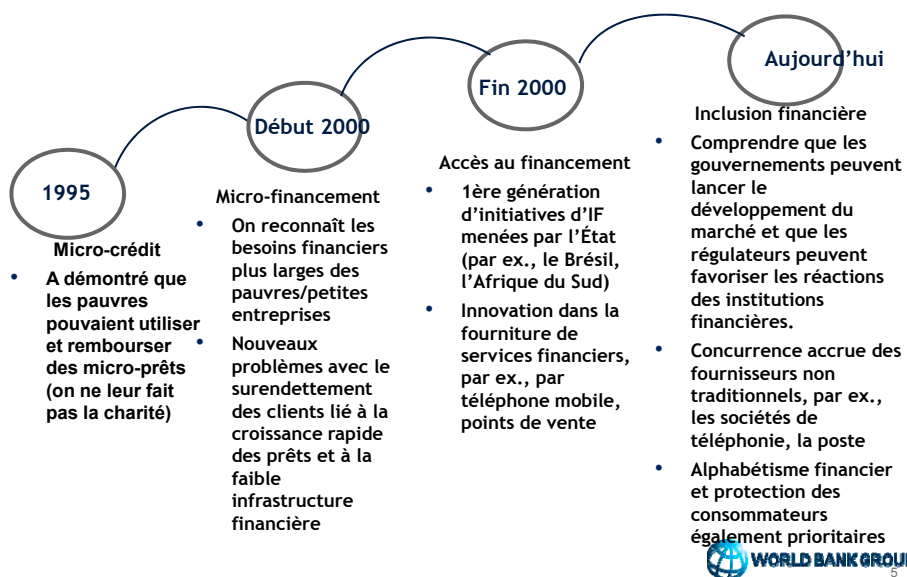 1995
Micro-crédit
• A démontré que
les pauvres
pouvaient utiliser
et rembourser
des micro-prêts
(on ne leur fait
pas la charité)
Début 2000
Micro-financement
• On reconnaît les
besoins financiers
plus larges des
pauvres/petites
entreprises
• Nouveaux
problèmes avec le
surendettement
des clients lié à la
croissance rapide
des prêts et à la
faible
infrastructure
financière
Fin 2000
Accès au financement
• 1ère génération
d’initiatives d’IF
menées par l’État
(par ex., le Brésil,
l’Afrique du Sud)
• Innovation dans la
fourniture de
services financiers,
par ex., par
téléphone mobile,
points de vente
Aujourd’hui
Inclusion financière
• Comprendre que les
gouvernements peuvent
lancer le
développement du
marché et que les
régulateurs peuvent
favoriser les réactions
des institutions
financières.
• Concurrence accrue des
fournisseurs non
traditionnels, par ex.,
les sociétés de
téléphonie, la poste
• Alphabétisme financier
et protection des
consommateurs
également prioritaires
WORLD BANK GROUP
5